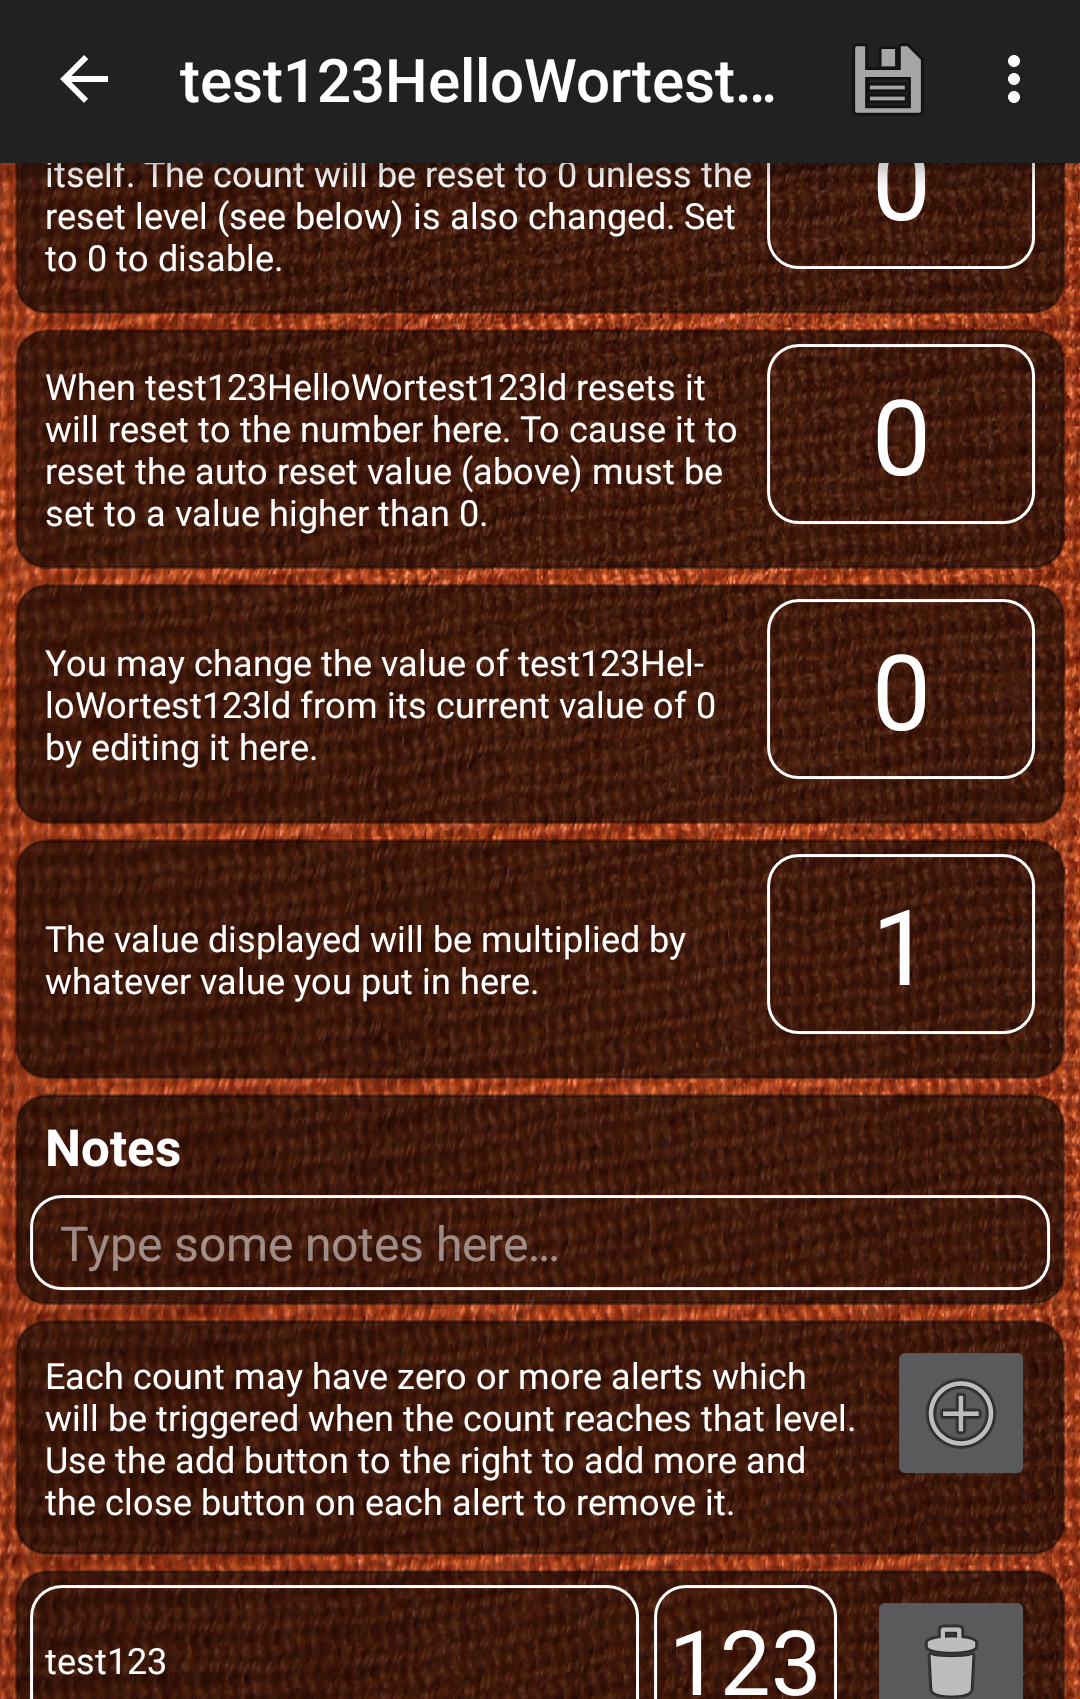 test123HelloWortest...
itself. The count will be reset to 0 unless the
reset level (see below) is also changed. Set
to 0 to disable.
0
When test123HelloWortest123ld resets it
will reset to the number here. To cause it to
reset the auto reset value (above) must be
set to a value higher than 0.
0
You may change the value of test123Hel-
loWortest123ld from its current value of 0
by editing it here.
0
The value displayed will be multiplied by
whatever value you put in here.
1
Notes
Type some notes here...
Each count may have zero or more alerts which
will be triggered when the count reaches that level.
Use the add button to the right to add more and
the close button on each alert to remove it.
test123
123